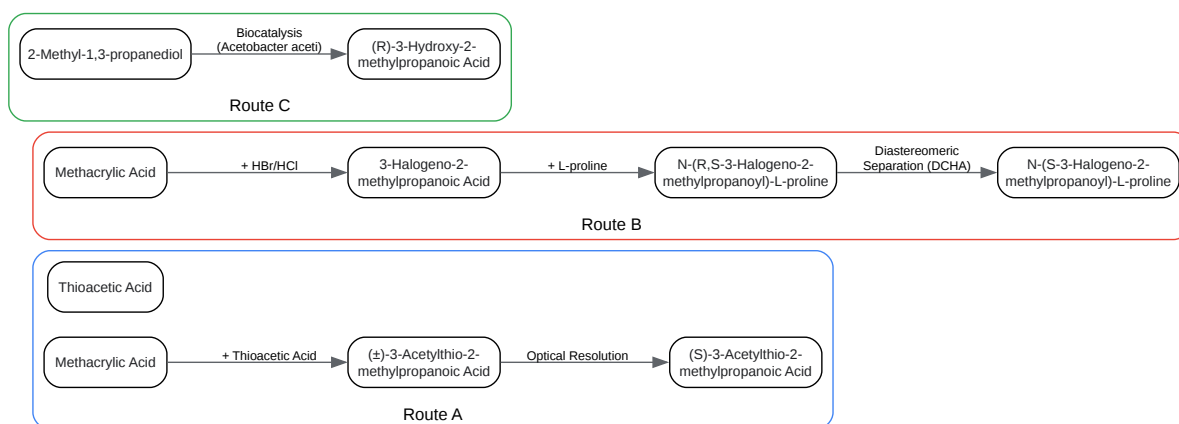 2-Methyl-1,3-propanediol
Biocatalysis
(Acetobacter aceti)
(R)-3-Hydroxy-2-
methylpropanoic Acid
Route C
Methacrylic Acid
+ HBr/HCl
3-Halogeno-2-
methylpropanoic Acid
+ L-proline
N-(R,S-3-Halogeno-2-
methylpropanoyl)-L-proline
Diastereomeric
Separation (DCHA)
N-(S-3-Halogeno-2-
methylpropanoyl)-L-proline
Route B
Thioacetic Acid
Methacrylic Acid
+ Thioacetic Acid
(±)-3-Acetylthio-2-
methylpropanoic Acid
Optical Resolution
(S)-3-Acetylthio-2-
methylpropanoic Acid
Route A